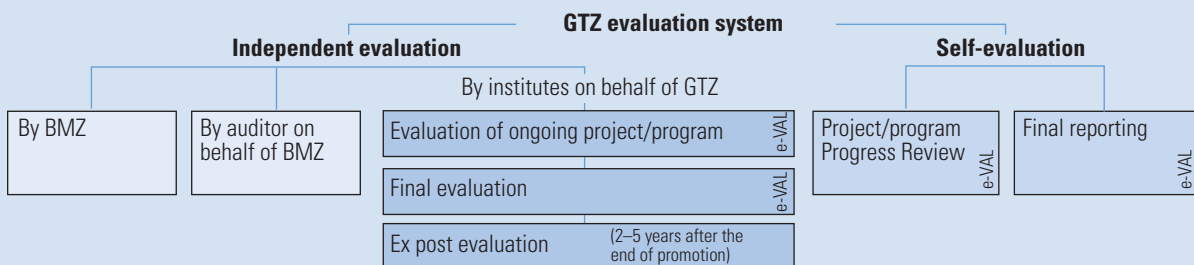 GTZ evaluation system
Independent evaluation
Self-evaluation
By institutes on behalf of GTZ
By BMZ
By auditor on
behalf of BMZ
Evaluation of ongoing project/program
e-VAL
Final evaluation
e-VAL
Ex post evaluation
(2–5 years after the
end of promotion)
Project/program
Progress Review
e-VAL
Final reporting
e-VAL